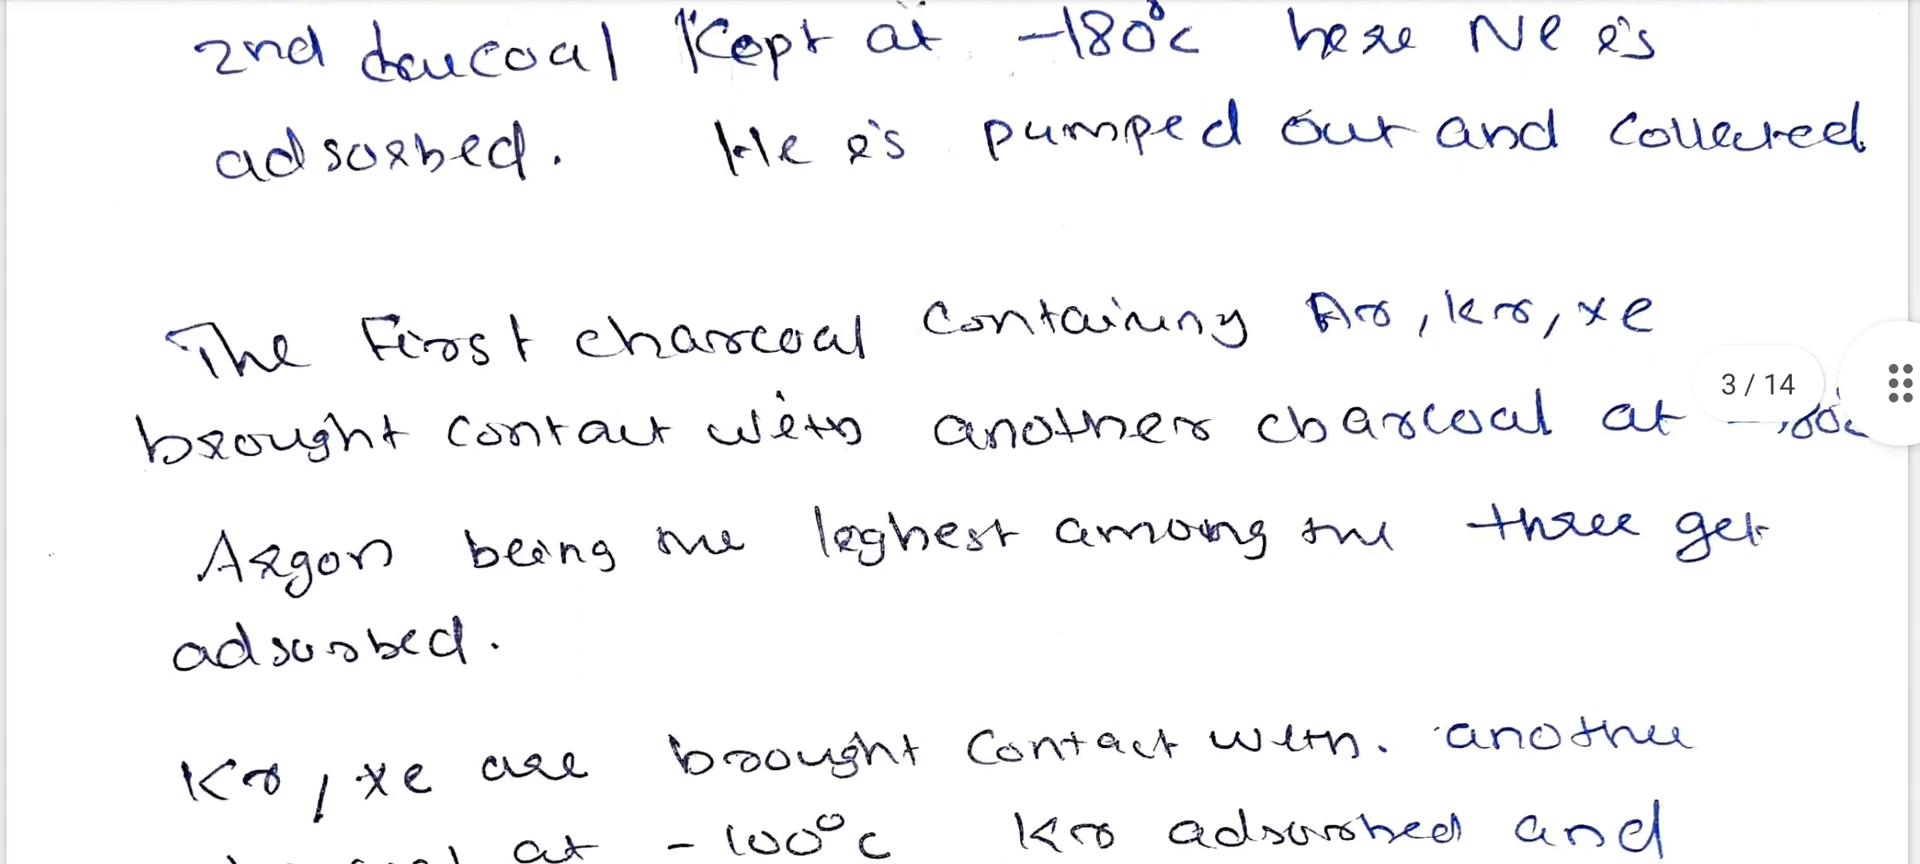 2nd charcoal Kept at -180°c here Ne is
adsorbed. He is pumped out and collected
The First charcoal containing Ar, kr, xe
3 / 14
brought contact with another charcoal at
Argon being the leghest among the three get
adsorbed.
Kr, xe are brought contact with. another
at -100°c Kr adsorbed and